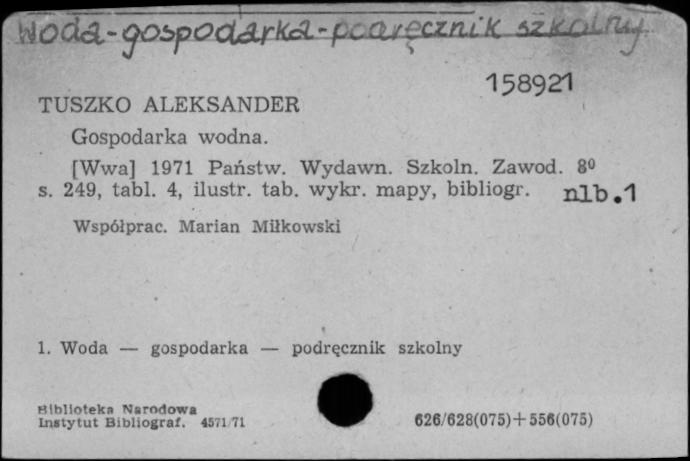 Woda-gospodarka-podręcznik szkolny
158921
TUSZKO ALEKSANDER
Gospodarka wodna.
[Wwa] 1971 Państw. Wydawn. Szkoln. Zawod. 8⁰
s. 249, tabl. 4, ilustr. tab. wykr. mapy, bibliogr. nlb.1
Współprac. Marian Miłkowski
1. Woda — gospodarka — podręcznik szkolny
Biblioteka Narodowa
Instytut Bibliograf. 4571/71
626/628(075)+556(075)